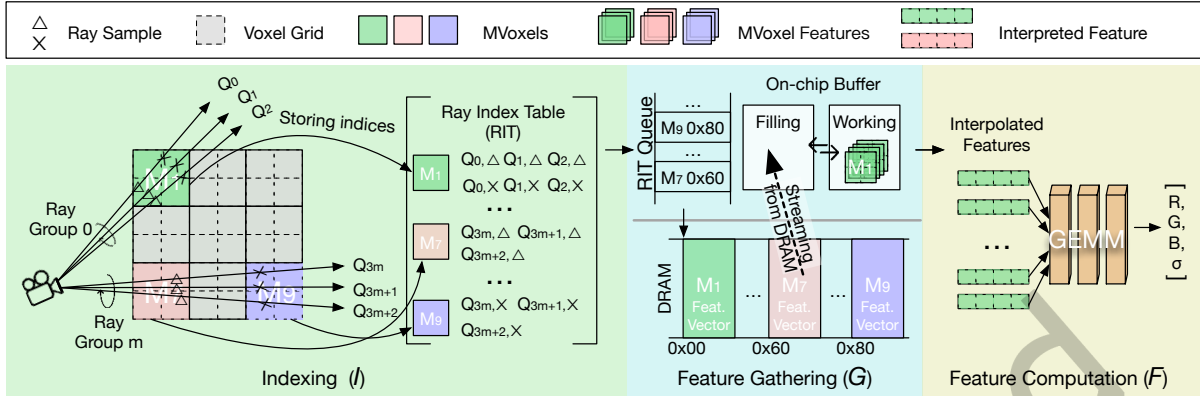 Ray Sample
Voxel Grid
MVoxels
MVoxel Features
Interpreted Feature
Q0
Q1
Q2
Storing indices
M1
Ray
Group 0
M9
Q3m
Q3m+1
Q3m+2
Ray
Group m
Ray Index Table
(RIT)
M1
Q0,△ Q1,△ Q2,△
Q0,X Q1,X Q2,X
...
M7
Q3m,△ Q3m+1,△
Q3m+2,△
...
M9
Q3m,X Q3m+1,X
Q3m+2,X
Indexing (I)
RIT Queue
...
M9 0x80
...
M7 0x60
On-chip Buffer
Filling
Working
M1
Streaming
from DRAM
DRAM
M1
Feat.
Vector
...
M7
Feat.
Vector
...
M9
Feat.
Vector
0x00
0x60
0x80
Feature Gathering (G)
Interpolated
Features
...
GEMM
R,
G,
B,
σ
Feature Computation (F)